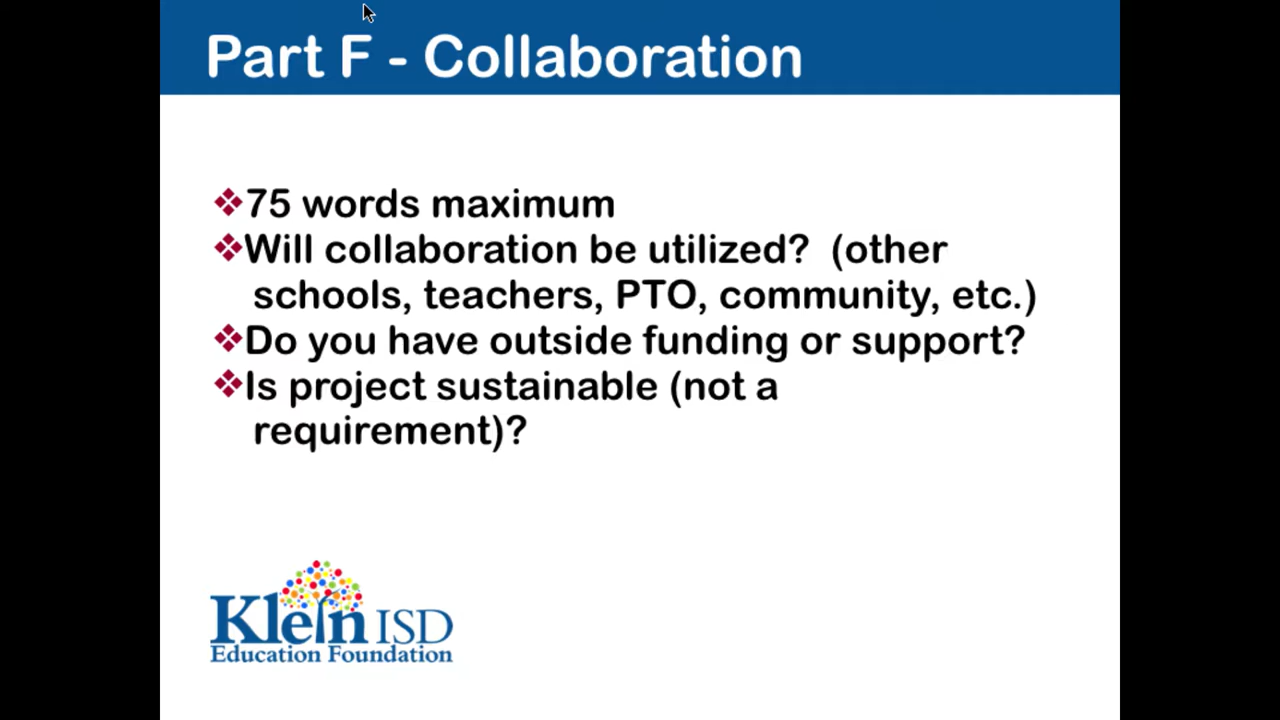 Part F - Collaboration
❖75 words maximum
❖Will collaboration be utilized?  (other
schools, teachers, PTO, community, etc.)
❖Do you have outside funding or support?
❖Is project sustainable (not a
requirement)?
Klein ISD
Education Foundation